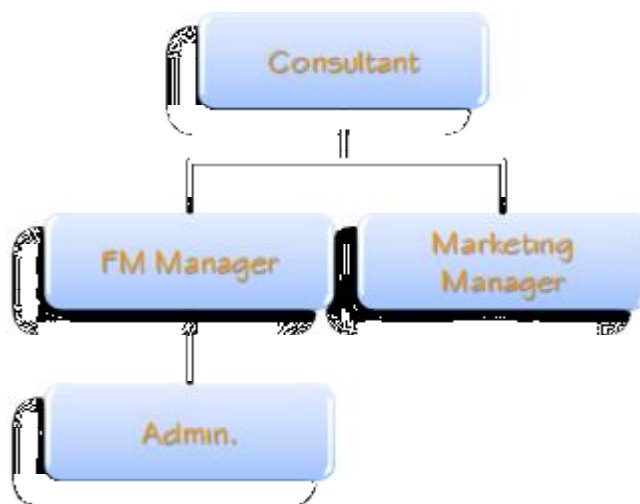 Consultant
FM Manager
Marketing
Manager
Admin.